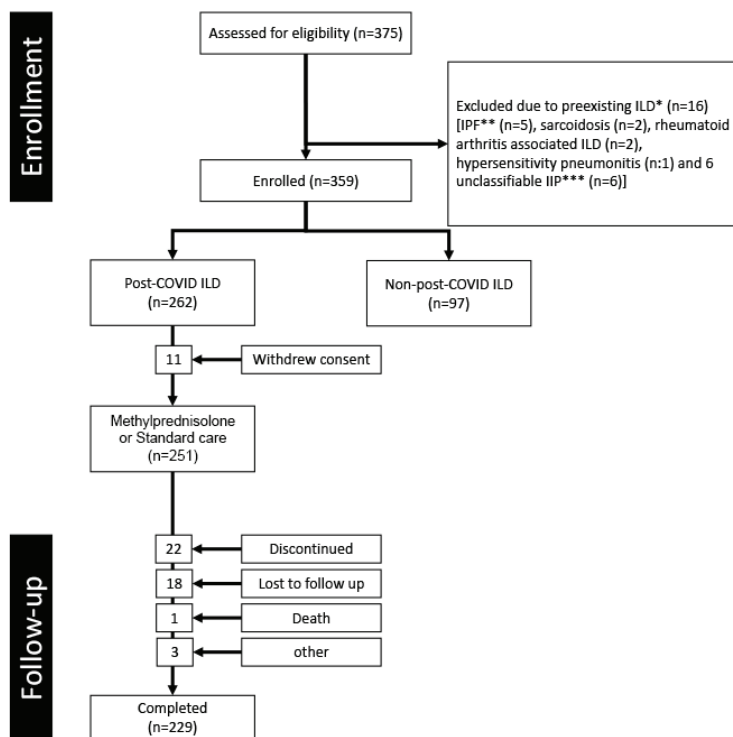 Enrollment
Assessed for eligibility (n=375)
Excluded due to preexisting ILD* (n=16)
[IPF** (n=5), sarcoidosis (n=2), rheumatoid
arthritis associated ILD (n=2),
hypersensitivity pneumonitis (n:1) and 6
unclassifiable IIP*** (n=6)]
Enrolled (n=359)
Post-COVID ILD
(n=262)
Non-post-COVID ILD
(n=97)
11
Withdrew consent
Methylprednisolone
or Standard care
(n=251)
Follow-up
22
Discontinued
18
Lost to follow up
1
Death
3
other
Completed
(n=229)